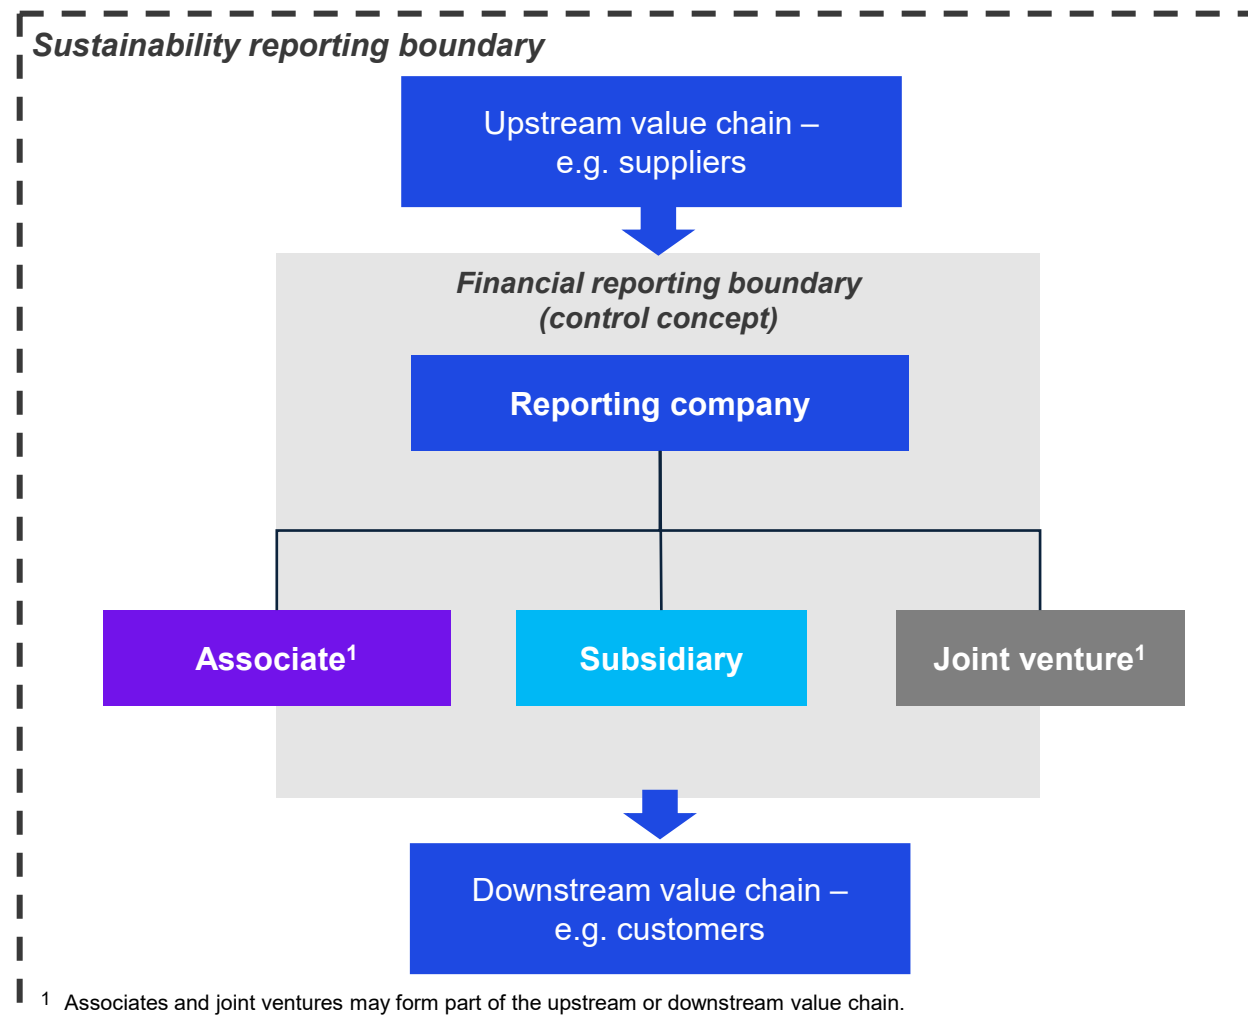 Sustainability reporting boundary
Upstream value chain –
e.g. suppliers
Financial reporting boundary
(control concept)
Reporting company
Associate¹
Subsidiary
Joint venture¹
Downstream value chain –
e.g. customers
1 Associates and joint ventures may form part of the upstream or downstream value chain.